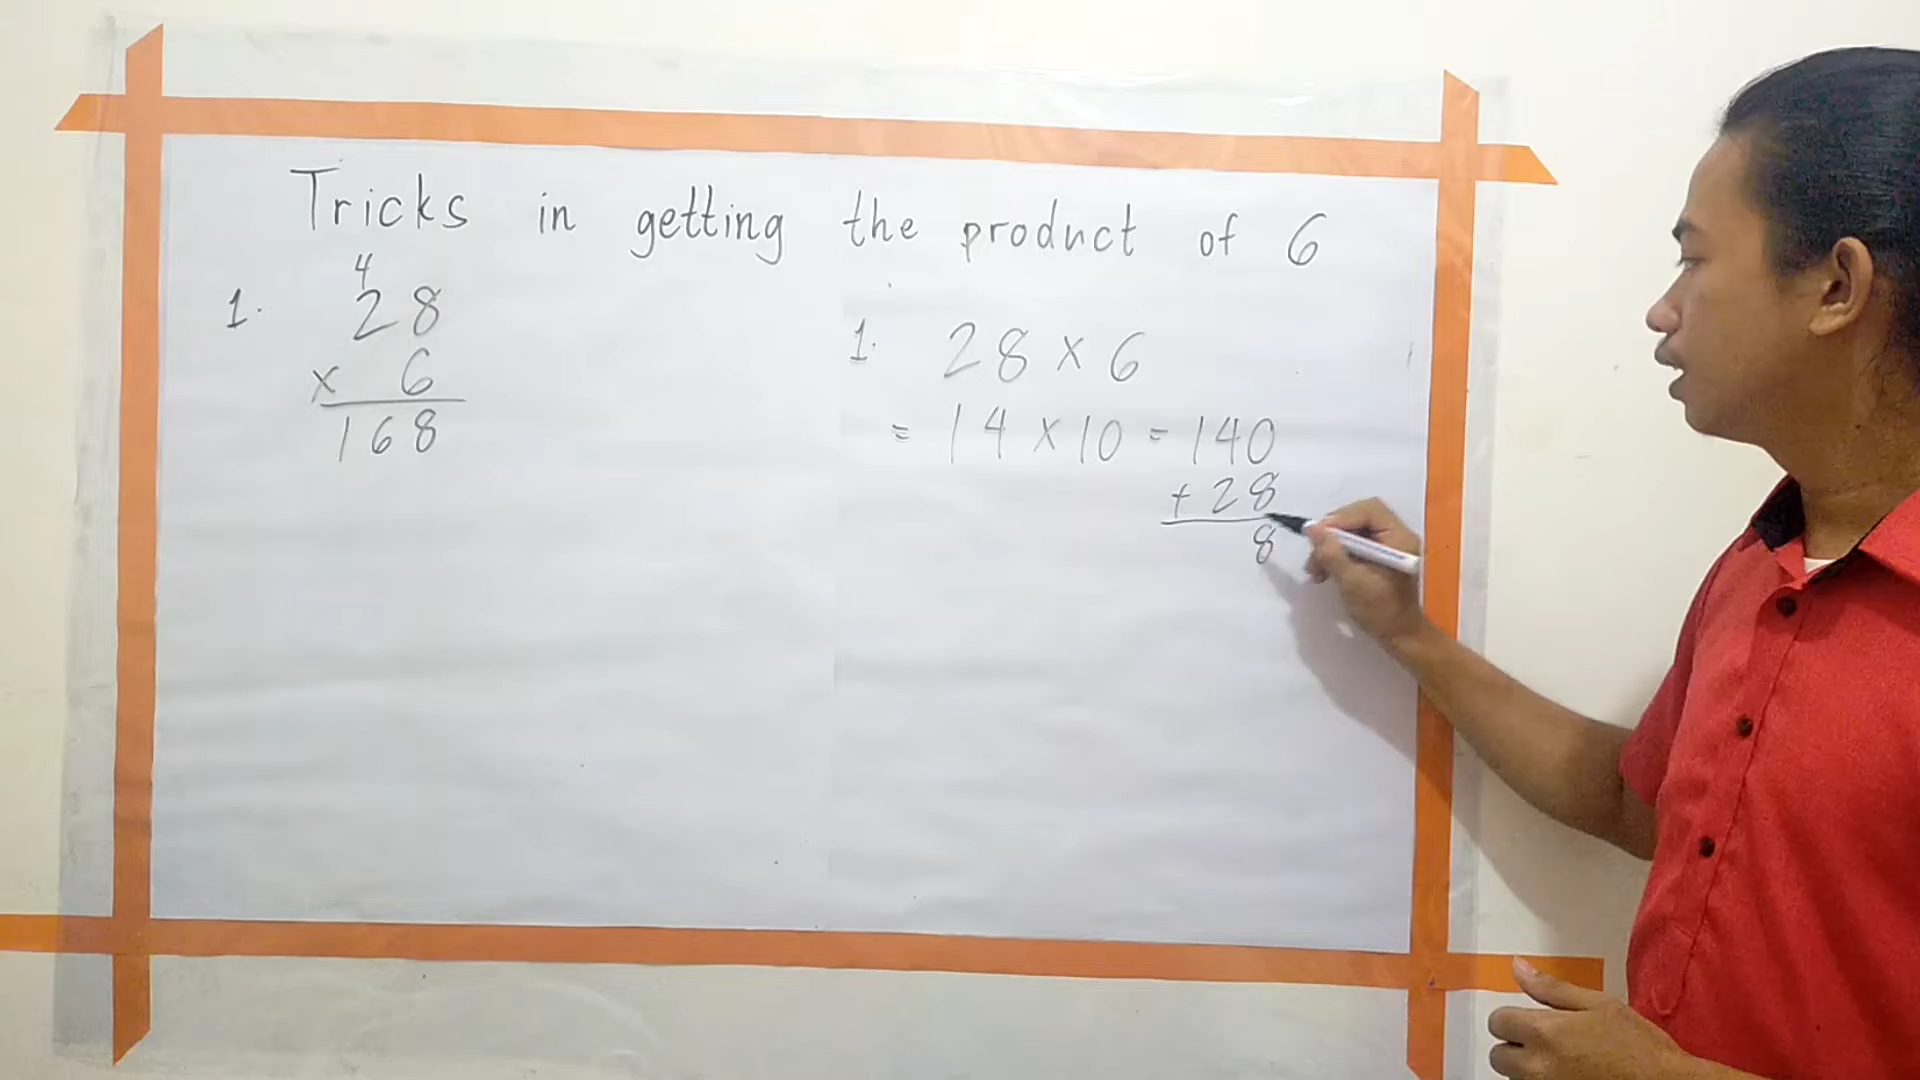 Tricks in getting the product of 6
4
1. 28
x 6
168
1. 28 x 6
= 14 x 10 = 140
+ 28
8